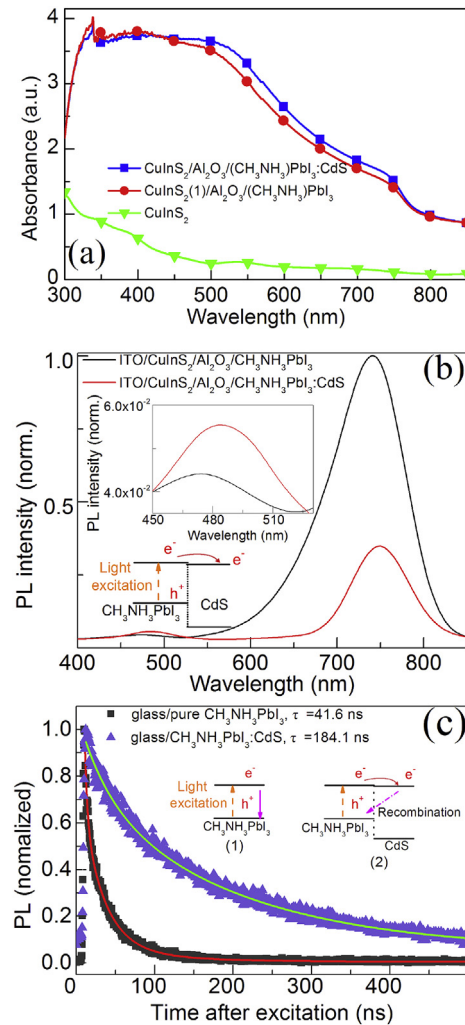 4
3
2
1
0
Absorbance (a.u.)
CuInS₂/Al₂O₃/(CH₃NH₃)PbI₃:CdS
CuInS₂(1)/Al₂O₃/(CH₃NH₃)PbI₃
CuInS₂
(a)
300 400 500 600 700 800
Wavelength (nm)
1.0
0.5
0.0
PL intensity (norm.)
ITO/CuInS₂/Al₂O₃/CH₃NH₃PbI₃
ITO/CuInS₂/Al₂O₃/CH₃NH₃PbI₃:CdS
(b)
6.0x10⁻²
4.0x10⁻²
PL intensity (norm.)
450 480 510
Wavelength (nm)
e⁻
e⁻
Light
excitation
h⁺
CH₃NH₃PbI₃
CdS
400 500 600 700 800
Wavelength (nm)
1.0
0.8
0.6
0.4
0.2
0.0
PL (normalized)
glass/pure CH₃NH₃PbI₃, τ =41.6 ns
glass/CH₃NH₃PbI₃:CdS, τ =184.1 ns
(c)
Light
excitation
e⁻
h⁺
CH₃NH₃PbI₃
(1)
e⁻
e⁻
h⁺
Recombination
CH₃NH₃PbI₃
CdS
(2)
0 100 200 300 400
Time after excitation (ns)